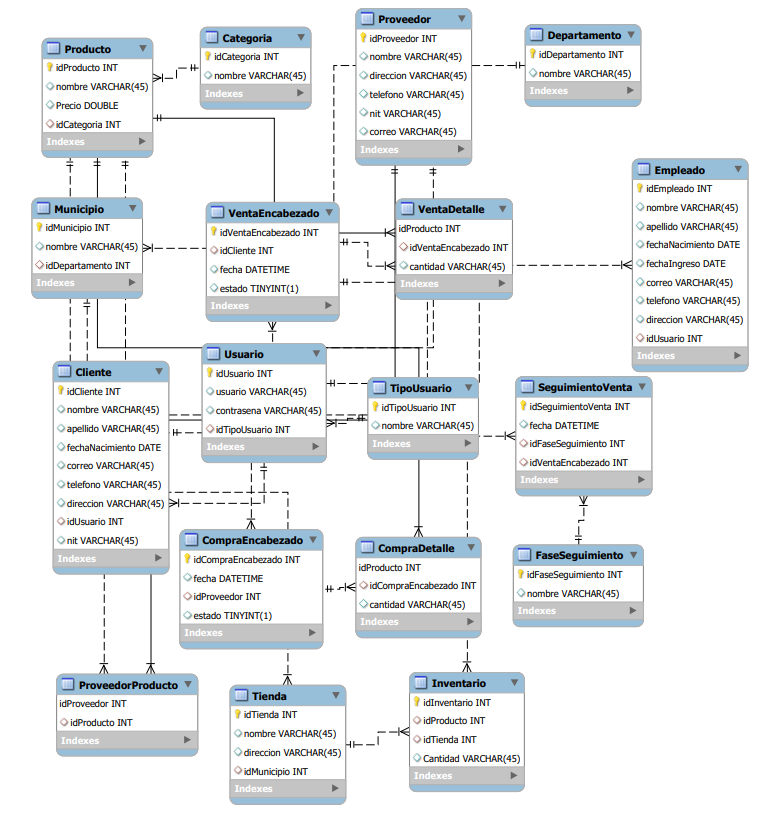 Producto
idProducto INT
nombre VARCHAR(45)
Precio DOUBLE
idCategoria INT
Indexes
Categoria
idCategoria INT
nombre VARCHAR(45)
Indexes
Proveedor
idProveedor INT
nombre VARCHAR(45)
direccion VARCHAR(45)
telefono VARCHAR(45)
nit VARCHAR(45)
correo VARCHAR(45)
Indexes
Departamento
idDepartamento INT
nombre VARCHAR(45)
Indexes
Municipio
idMunicipio INT
nombre VARCHAR(45)
idDepartamento INT
Indexes
VentaEncabezado
idVentaEncabezado INT
idCliente INT
fecha DATETIME
estado TINYINT(1)
Indexes
VentaDetalle
idProducto INT
idVentaEncabezado INT
cantidad VARCHAR(45)
Indexes
Empleado
idEmpleado INT
nombre VARCHAR(45)
apellido VARCHAR(45)
fechaNacimiento DATE
fechaIngreso DATE
correo VARCHAR(45)
telefono VARCHAR(45)
direccion VARCHAR(45)
idUsuario INT
Indexes
Cliente
idCliente INT
nombre VARCHAR(45)
apellido VARCHAR(45)
fechaNacimiento DATE
correo VARCHAR(45)
telefono VARCHAR(45)
direccion VARCHAR(45)
idUsuario INT
nit VARCHAR(45)
Indexes
Usuario
idUsuario INT
usuario VARCHAR(45)
contrasena VARCHAR(45)
idTipoUsuario INT
Indexes
TipoUsuario
idTipoUsuario INT
nombre VARCHAR(45)
Indexes
SeguimientoVenta
idSeguimientoVenta INT
fecha DATETIME
idFaseSeguimiento INT
idVentaEncabezado INT
Indexes
CompraEncabezado
idCompraEncabezado INT
fecha DATETIME
idProveedor INT
estado TINYINT(1)
Indexes
CompraDetalle
idProducto INT
idCompraEncabezado INT
cantidad VARCHAR(45)
Indexes
FaseSeguimiento
idFaseSeguimiento INT
nombre VARCHAR(45)
Indexes
ProveedorProducto
idProveedor INT
idProducto INT
Indexes
Tienda
idTienda INT
nombre VARCHAR(45)
direccion VARCHAR(45)
idMunicipio INT
Indexes
Inventario
idInventario INT
idProducto INT
idTienda INT
Cantidad VARCHAR(45)
Indexes